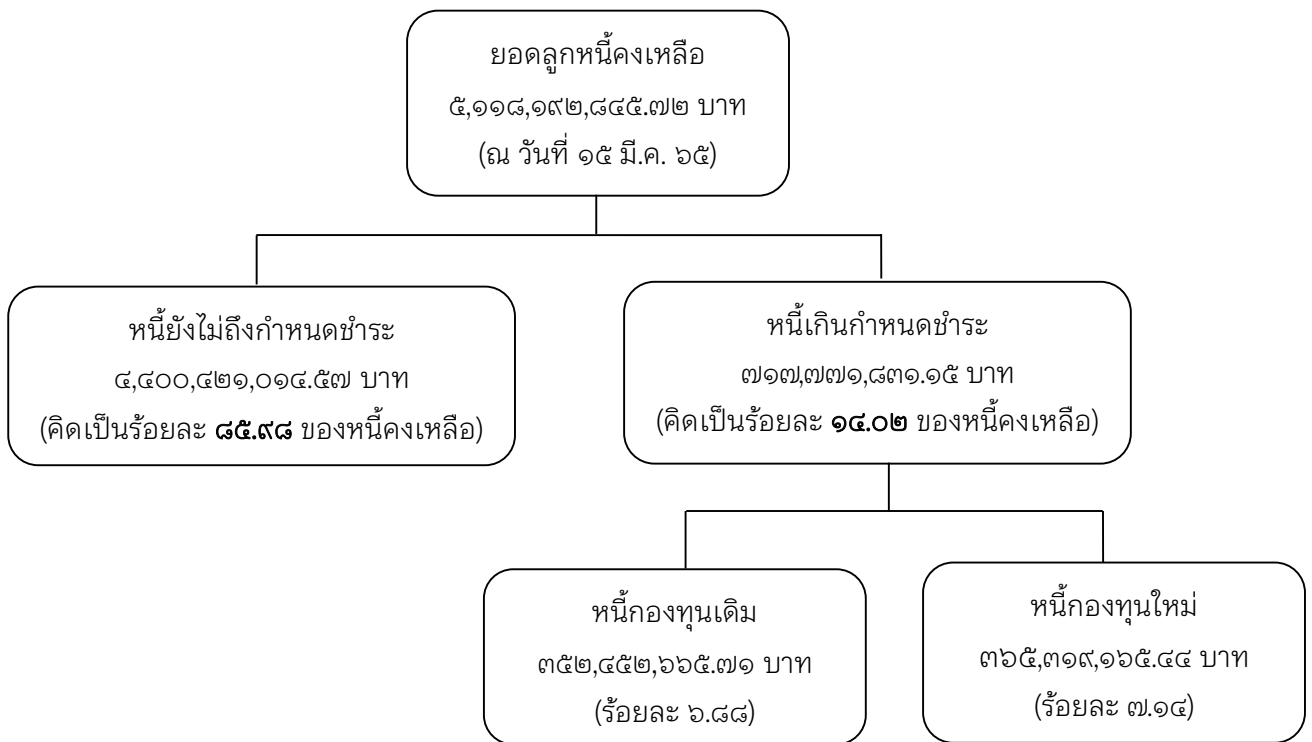 ยอดลูกหนี้คงเหลือ
๕,๑๑๘,๑๙๒,๘๔๕.๗๒ บาท
(ณ วันที่ ๑๕ มี.ค. ๖๕)
หนี้ยังไม่ถึงกำหนดชำระ
๔,๔๐๐,๔๒๑,๐๑๔.๕๗ บาท
(คิดเป็นร้อยละ ๘๕.๙๘ ของหนี้คงเหลือ)
หนี้เกินกำหนดชำระ
๗๑๗,๗๗๑,๘๓๑.๑๕ บาท
(คิดเป็นร้อยละ ๑๔.๐๒ ของหนี้คงเหลือ)
หนี้กองทุนเดิม
๓๕๒,๔๕๒,๖๖๕.๗๑ บาท
(ร้อยละ ๖.๘๘)
หนี้กองทุนใหม่
๓๖๕,๓๑๙,๑๖๕.๔๔ บาท
(ร้อยละ ๗.๑๔)